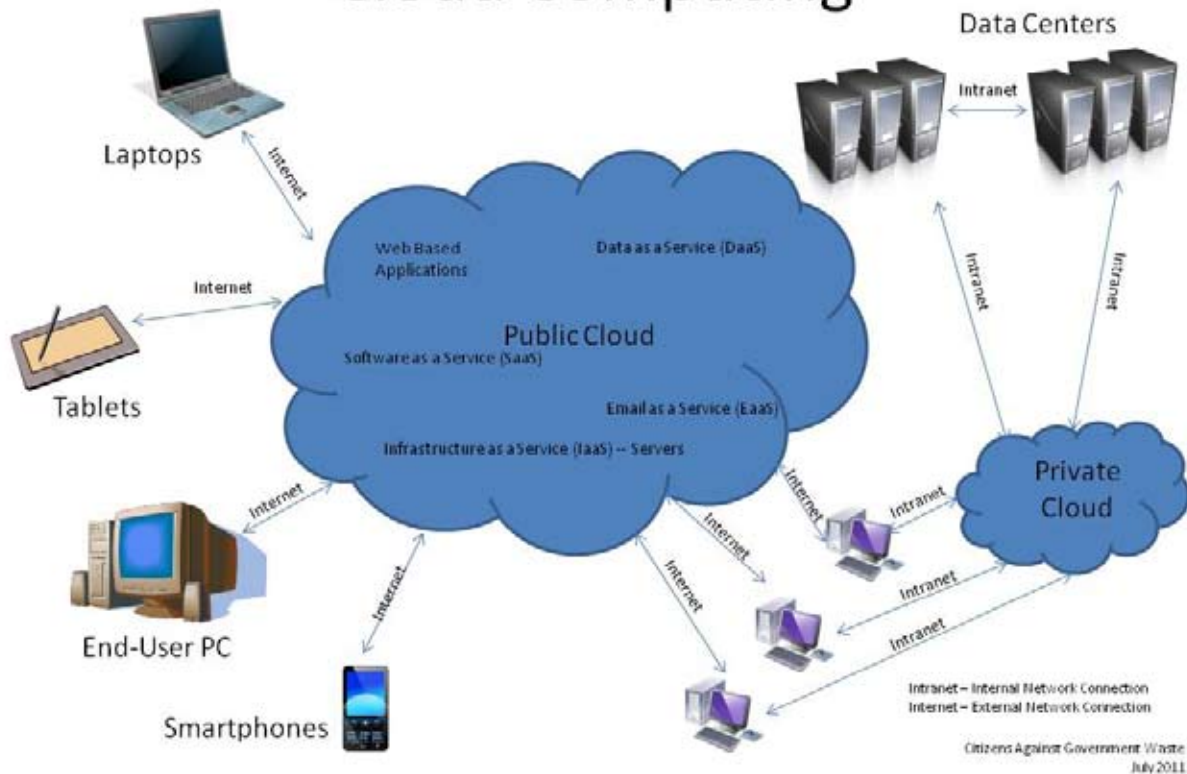 Data Centers
Intranet
Laptops
Internet
Web Based
Applications
Data as a Service (DaaS)
Internet
Intranet
Intranet
Public Cloud
Software as a Service (SaaS)
Tablets
Email as a Service (EaaS)
Infrastructure as a Service (IaaS) -- Servers
Private
Cloud
Internet
Internet
Intranet
Internet
Internet
Internet
Intranet
Intranet
End-User PC
Smartphones
Intranet – Internal Network Connection
Internet – External Network Connection
Citizens Against Government Waste
July 2011